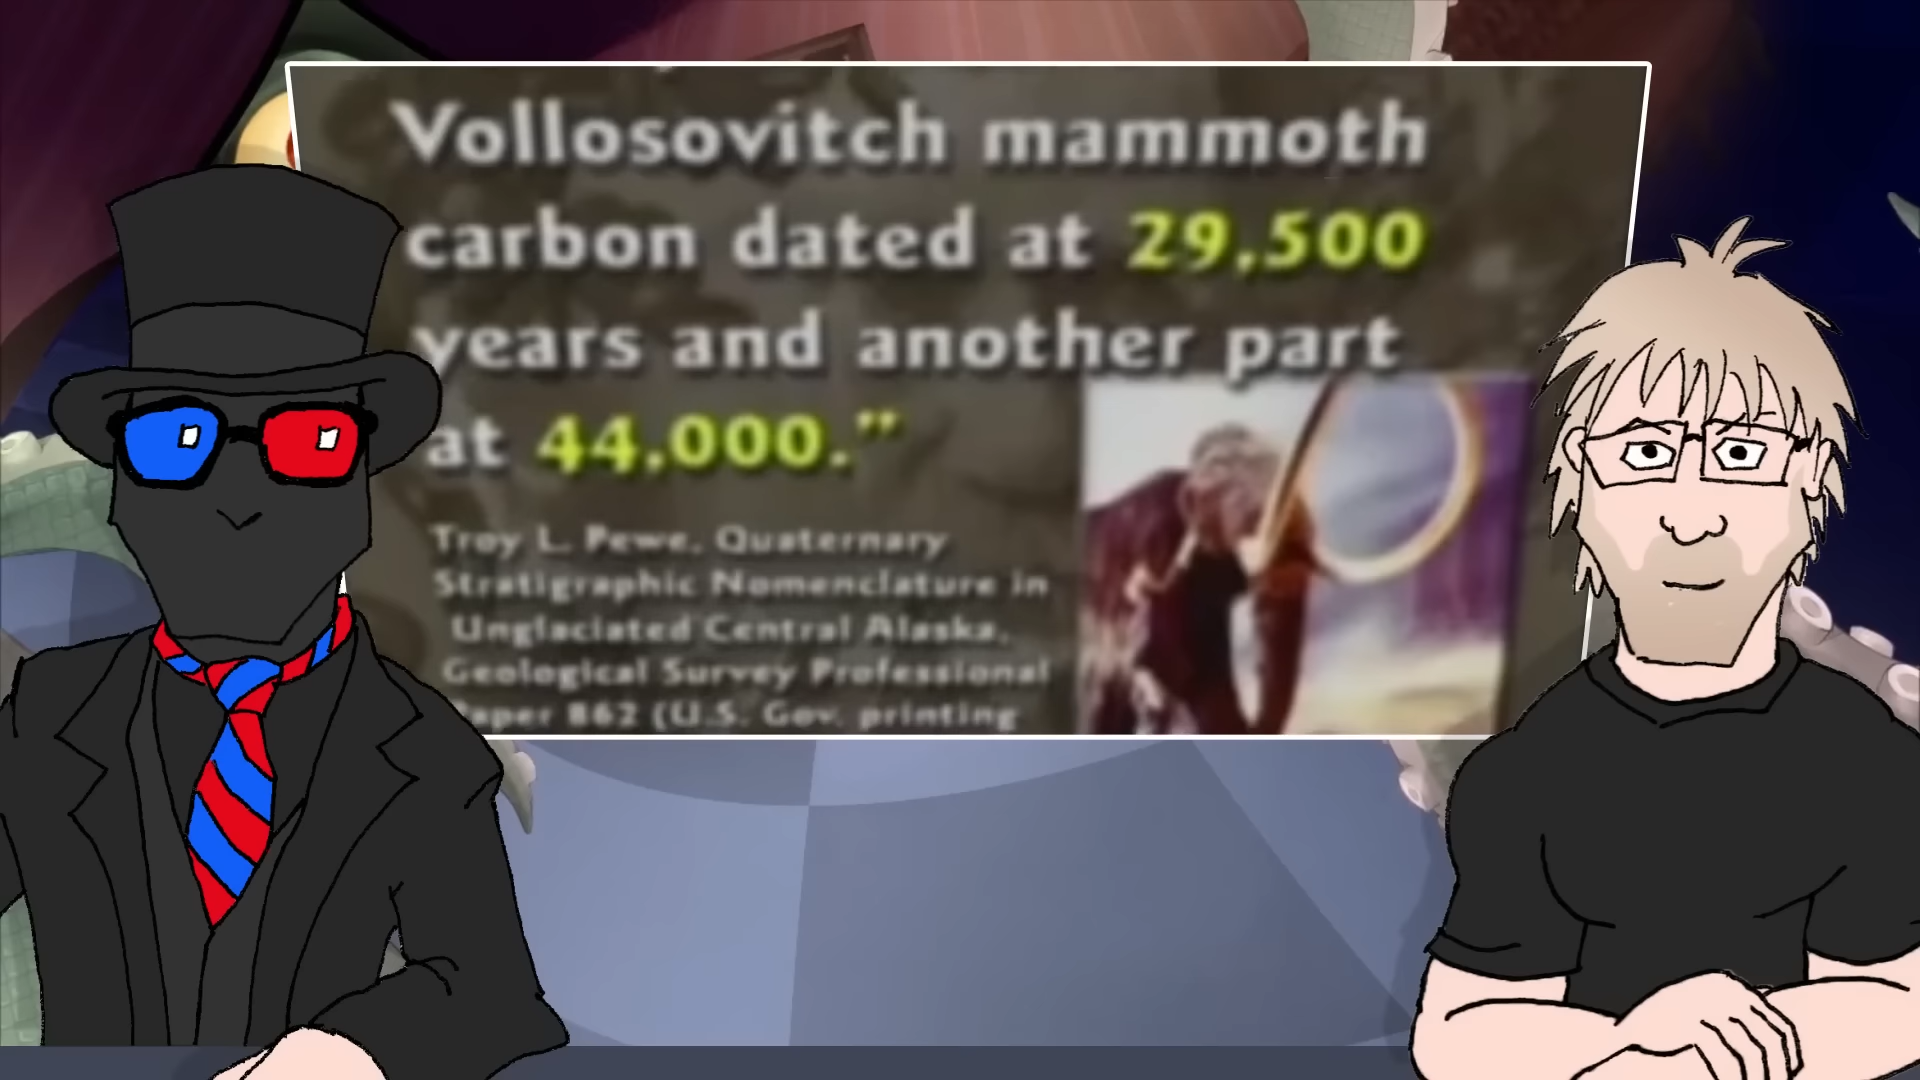 Vollosovitch mammoth
carbon dated at 29,500
years and another part
at 44,000.”
Troy L. Pewe, Quaternary
Stratigraphic Nomenclature in
Unglaciated Central Alaska,
Geological Survey Professional
Paper 862 (U.S. Gov. printing